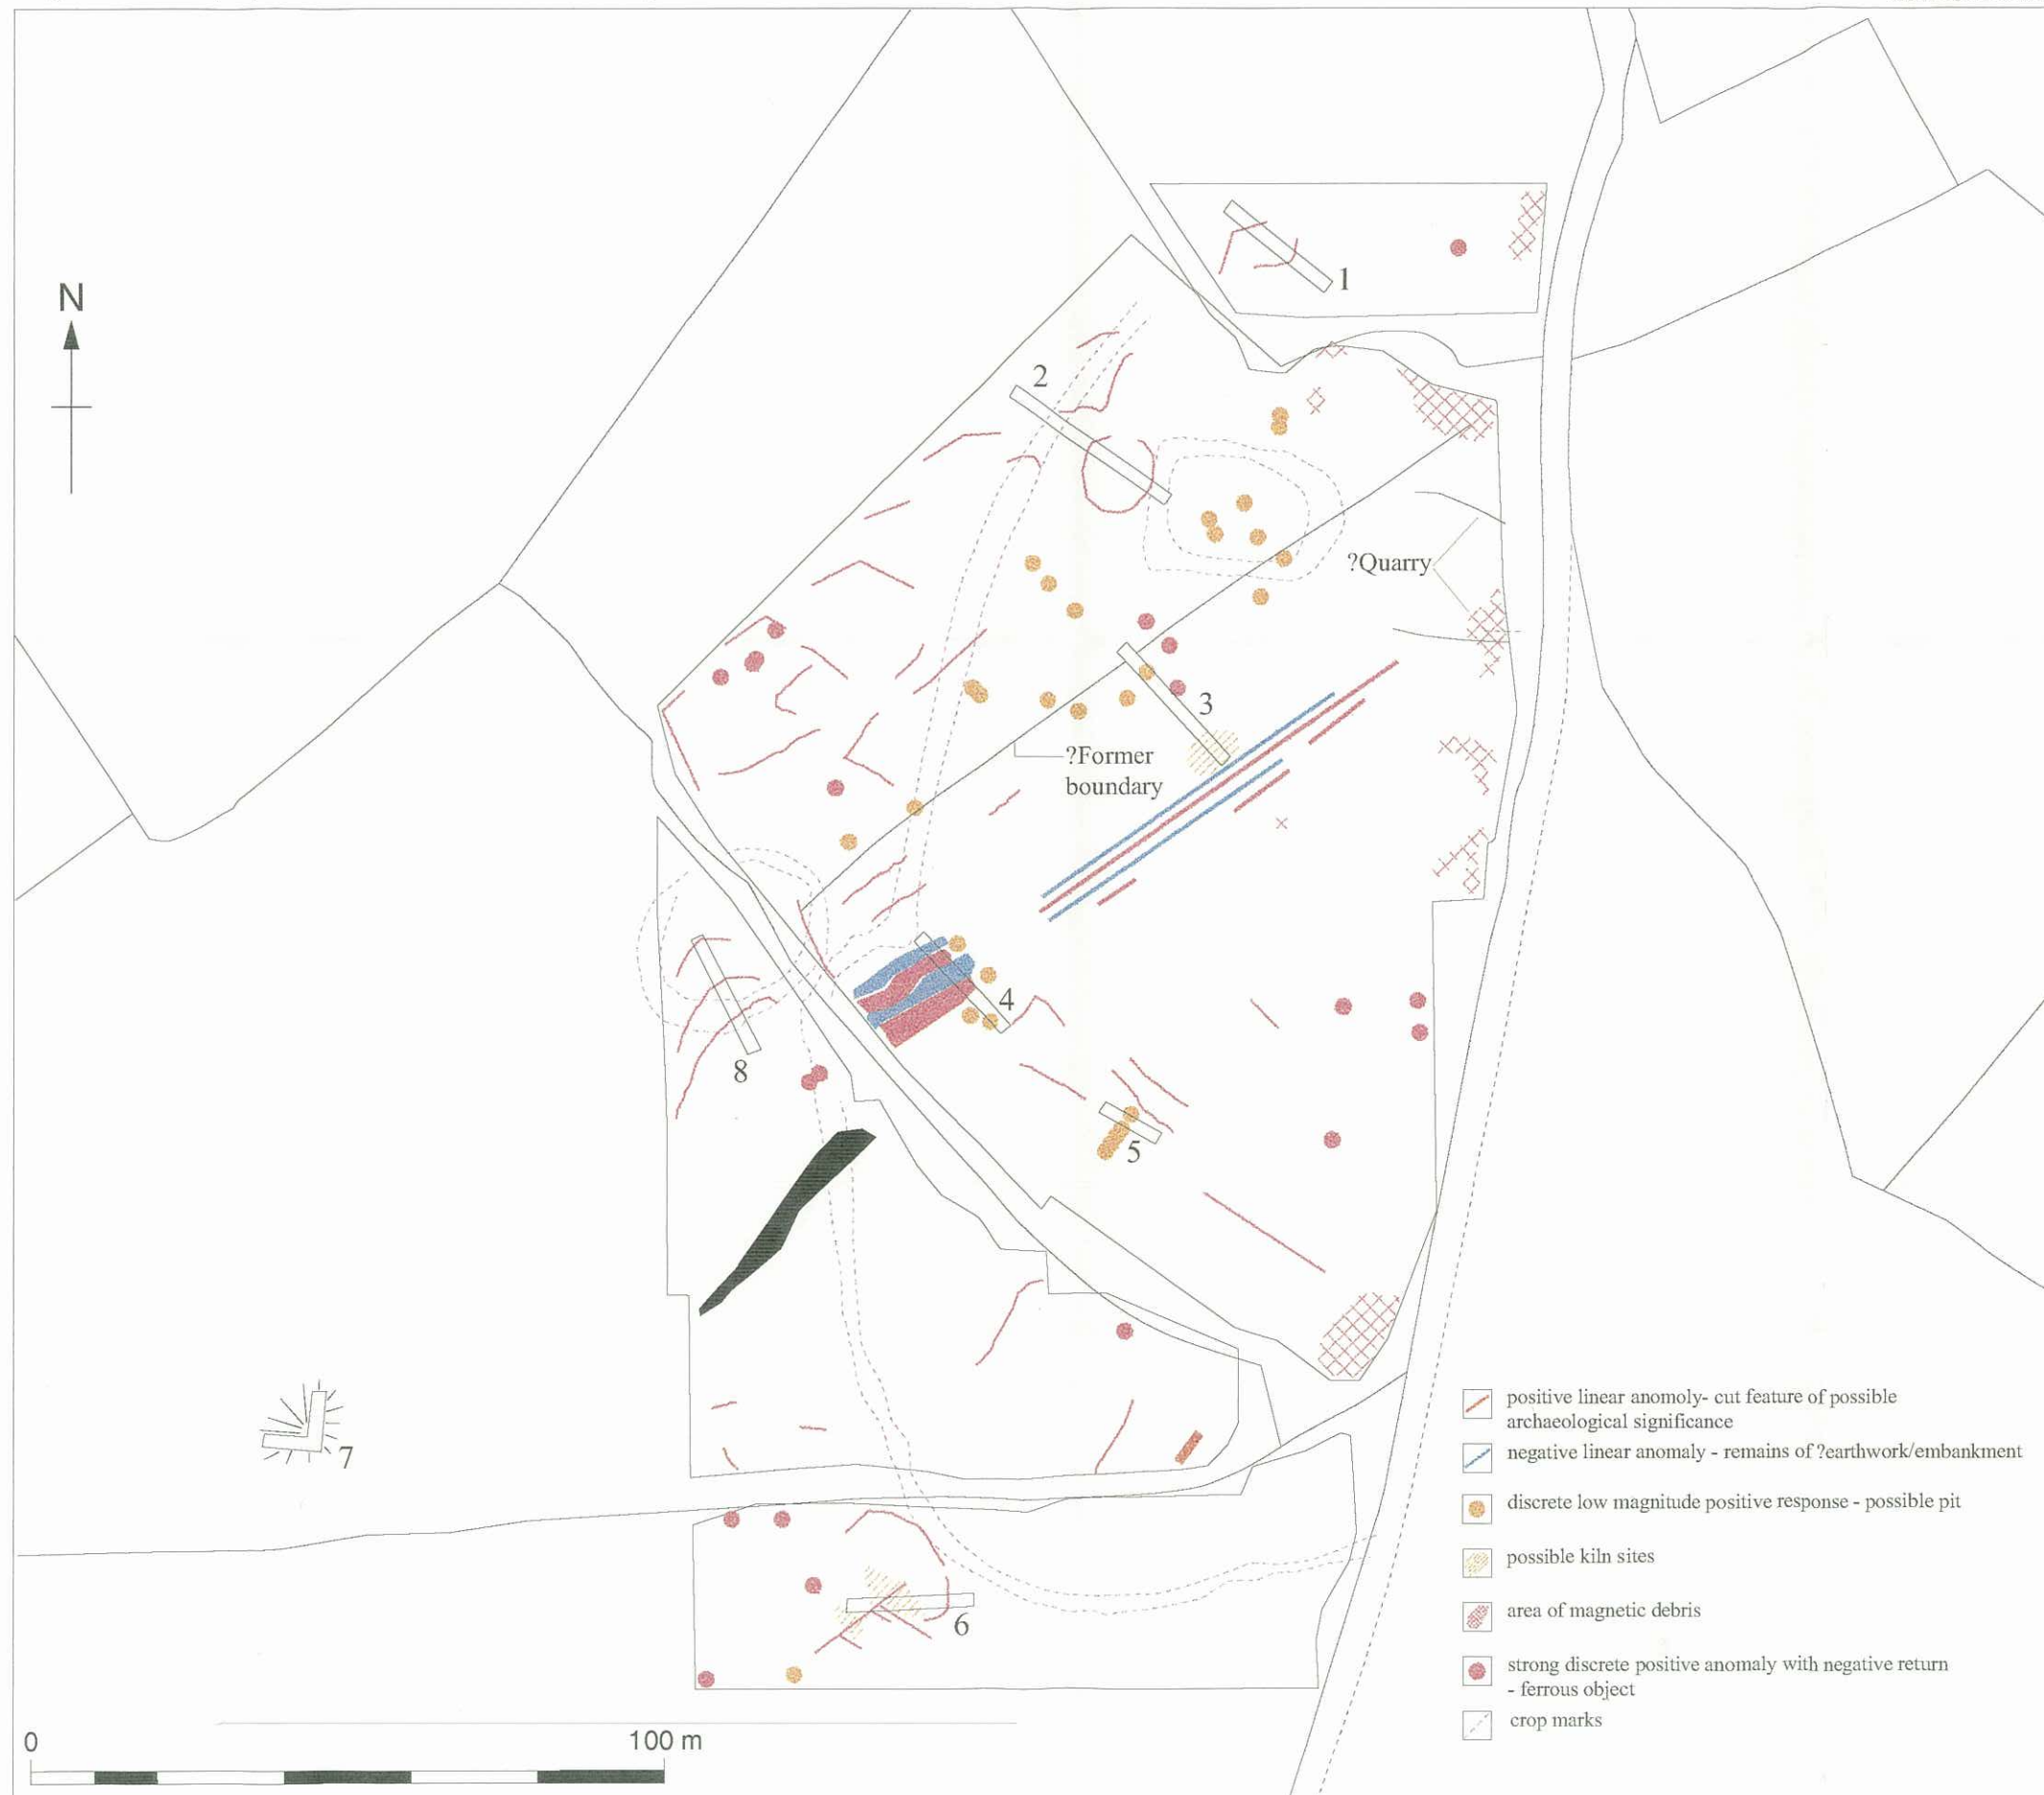 1
N
2
?Quarry
3
?Former
boundary
4
8
5
positive linear anomoly- cut feature of possible
archaeological significance
7
negative linear anomaly - remains of ?earthwork/embankment
discrete low magnitude positive response - possible pit
possible kiln sites
area of magnetic debris
6
strong discrete positive anomaly with negative return
- ferrous object
crop marks
0
100 m